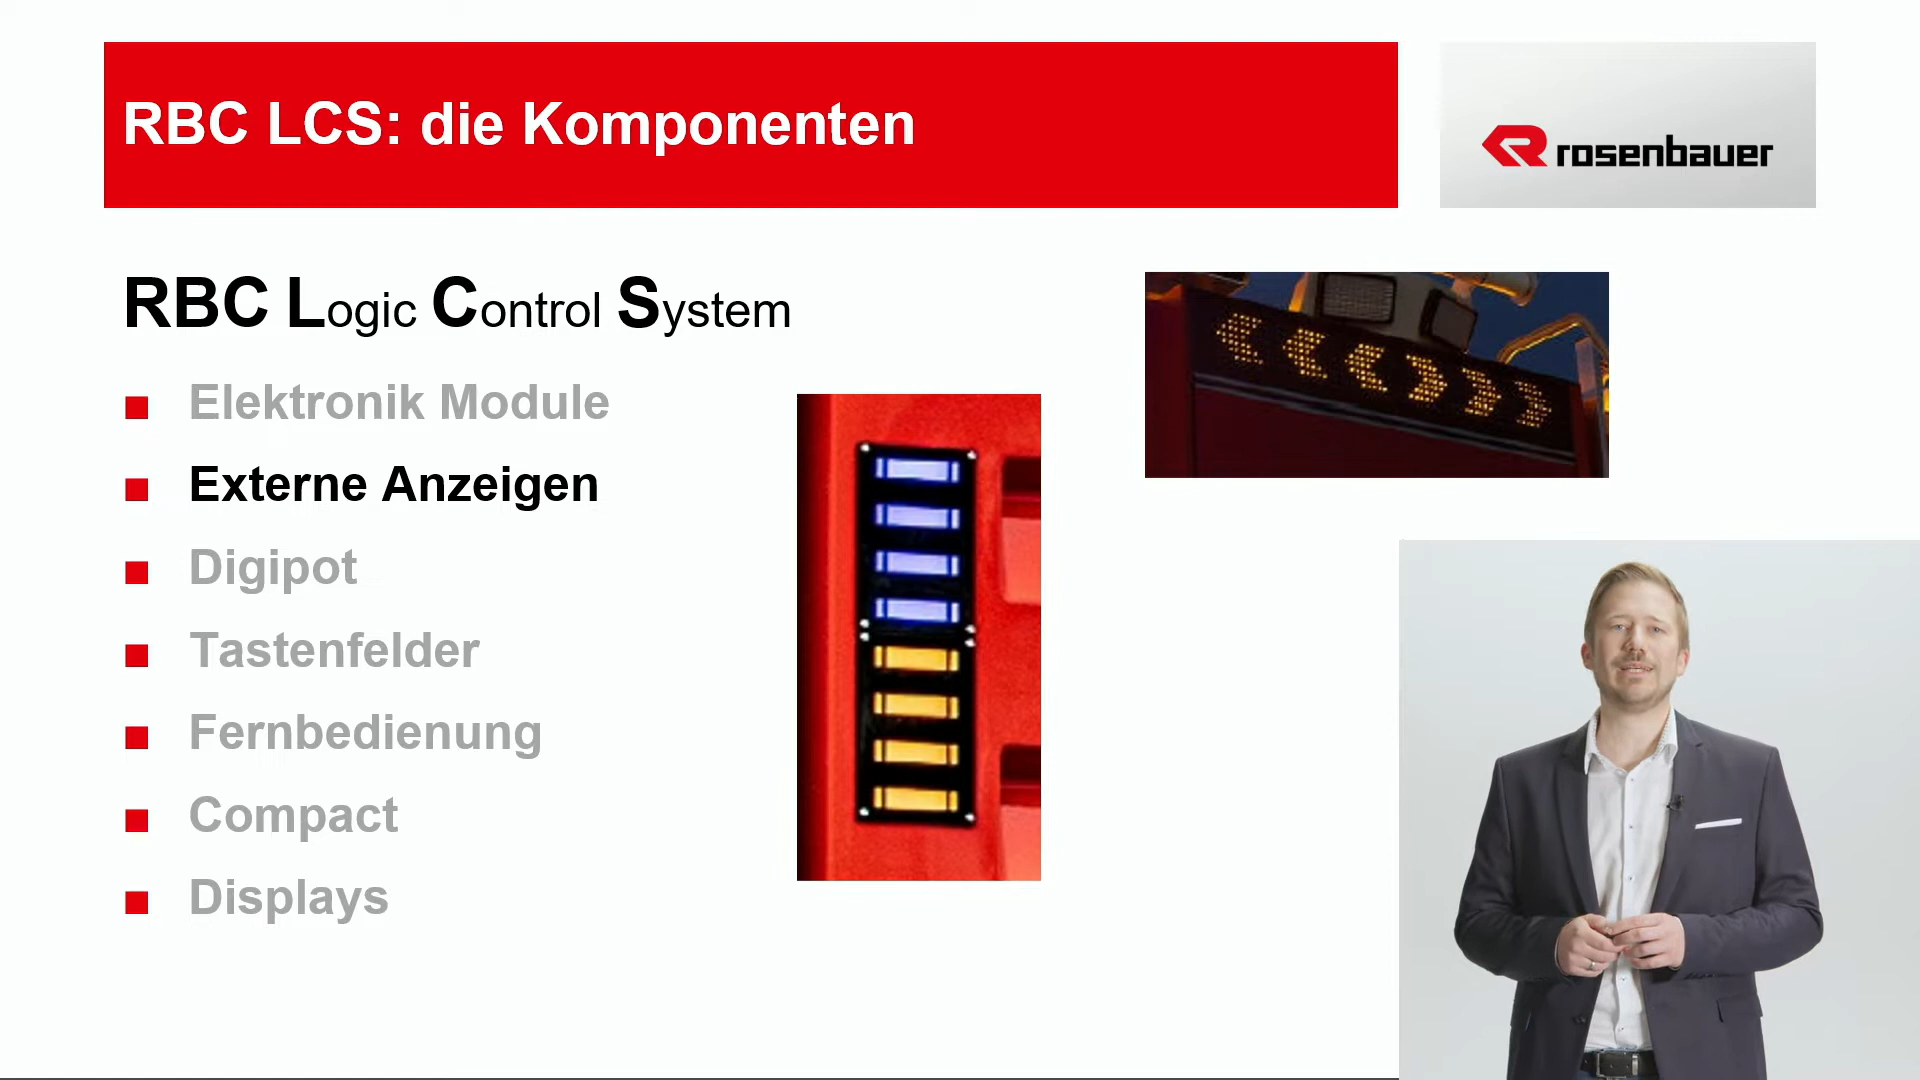 RBC LCS: die Komponenten
rosenbauer
RBC Logic Control System
Elektronik Module
Externe Anzeigen
Digipot
Tastenfelder
Fernbedienung
Compact
Displays